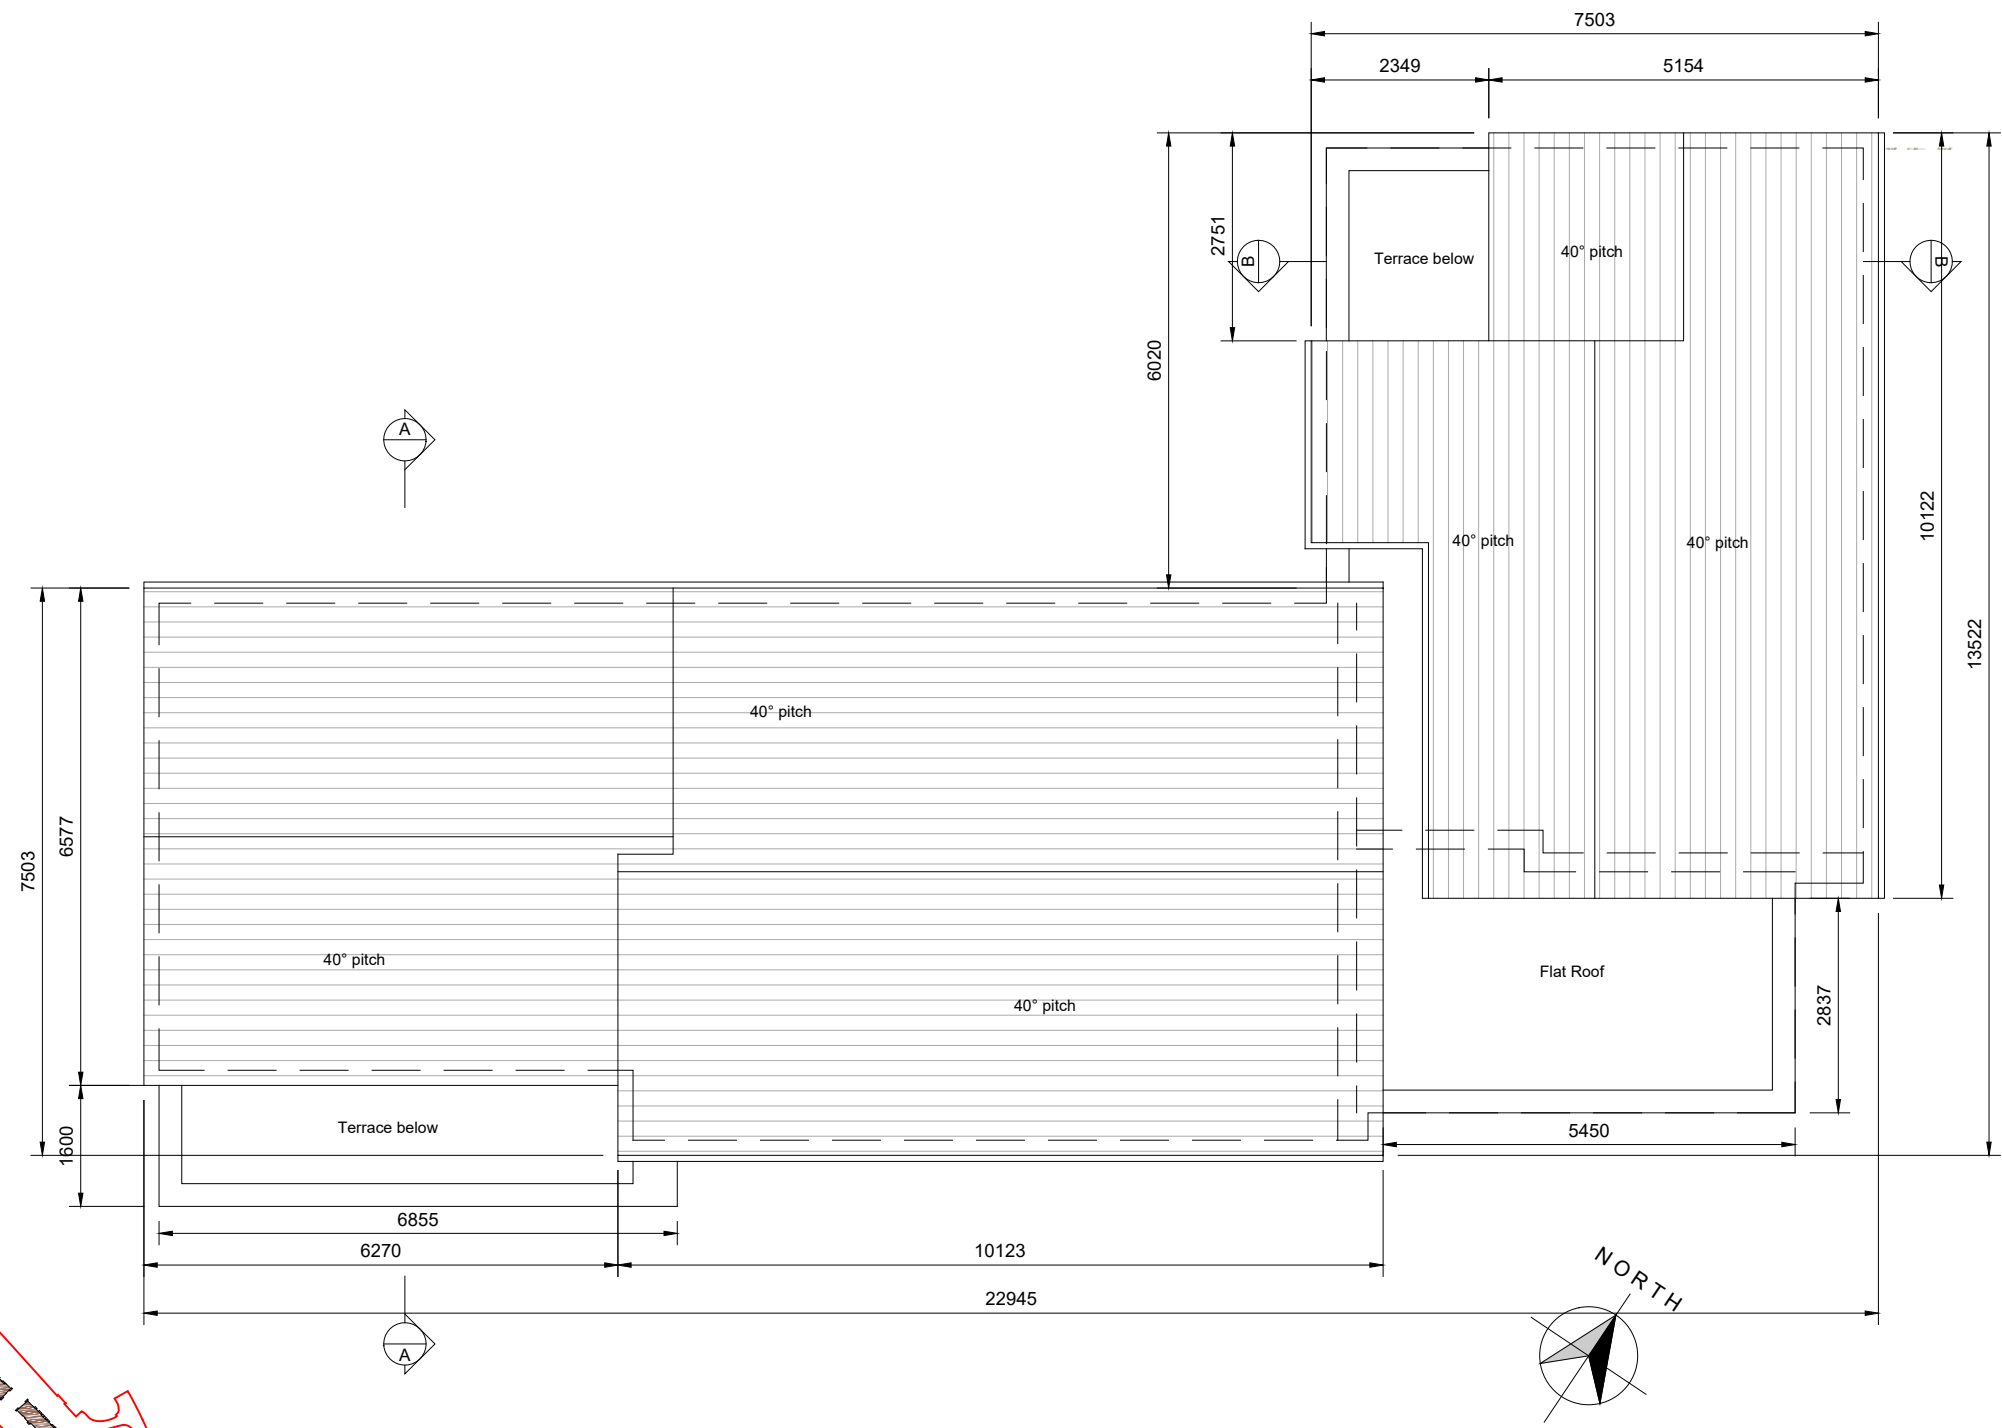 7503
2349
5154
2751
Terrace below
40° pitch
B
B
6020
A
10122
40° pitch
40° pitch
13522
40° pitch
6577
7503
40° pitch
Flat Roof
40° pitch
2837
Terrace below
1600
5450
6855
6270
10123
22945
NORTH
A